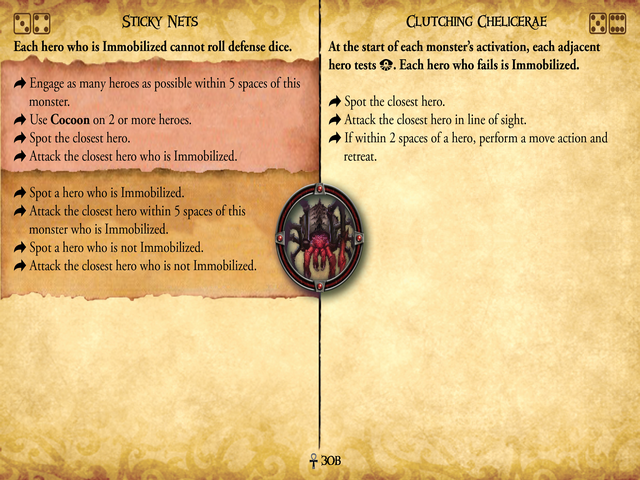 Sticky Nets
Each hero who is Immobilized cannot roll defense dice.
Engage as many heroes as possible within 5 spaces of this
monster.
Use Cocoon on 2 or more heroes.
Spot the closest hero.
Attack the closest hero who is Immobilized.
Spot a hero who is Immobilized.
Attack the closest hero within 5 spaces of this
monster who is Immobilized.
Spot a hero who is not Immobilized.
Attack the closest hero who is not Immobilized.
Clutching Chelicerae
At the start of each monster's activation, each adjacent
hero tests . Each hero who fails is Immobilized.
Spot the closest hero.
Attack the closest hero in line of sight.
If within 2 spaces of a hero, perform a move action and
retreat.
30B